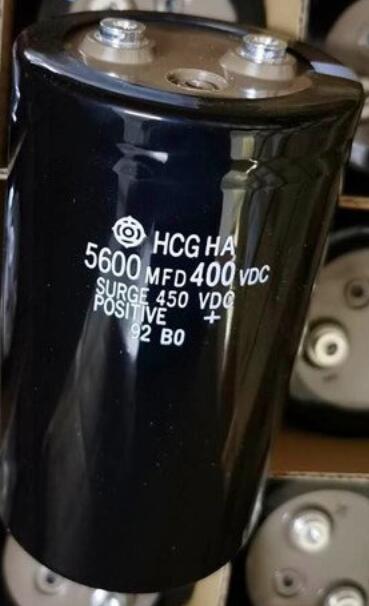 HCG HA
5600 MFD 400 VDC
SURGE 450 VDC
POSITIVE +
92 B0